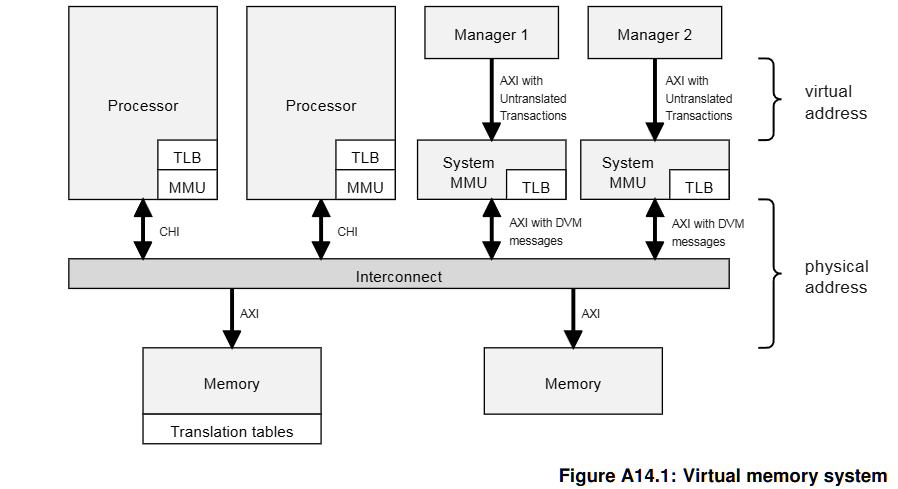 Processor
TLB
MMU
Processor
TLB
MMU
Manager 1
Manager 2
AXI with
Untranslated
Transactions
AXI with
Untranslated
Transactions
virtual
address
System
MMU
TLB
System
MMU
TLB
CHI
CHI
AXI with DVM
messages
AXI with DVM
messages
physical
address
Interconnect
AXI
AXI
Memory
Translation tables
Memory
Figure A14.1: Virtual memory system